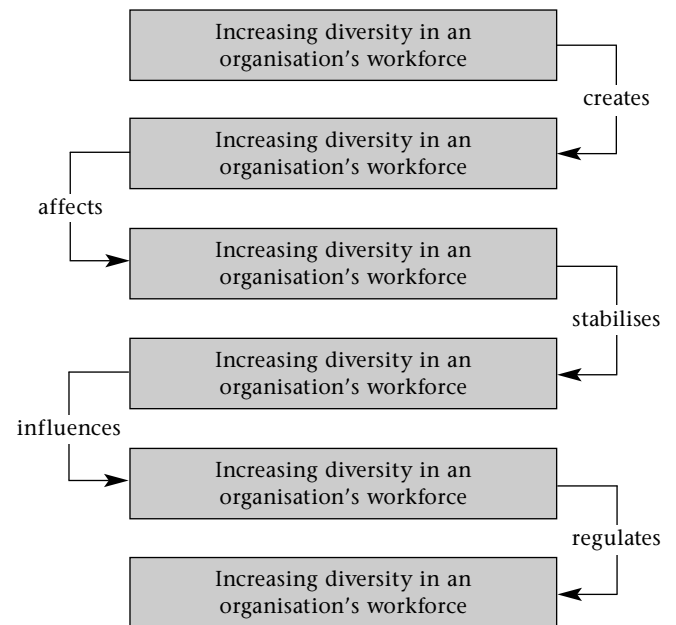 Increasing diversity in an
organisation's workforce
creates
Increasing diversity in an
organisation's workforce
affects
Increasing diversity in an
organisation's workforce
stabilises
Increasing diversity in an
organisation's workforce
influences
Increasing diversity in an
organisation's workforce
regulates
Increasing diversity in an
organisation's workforce